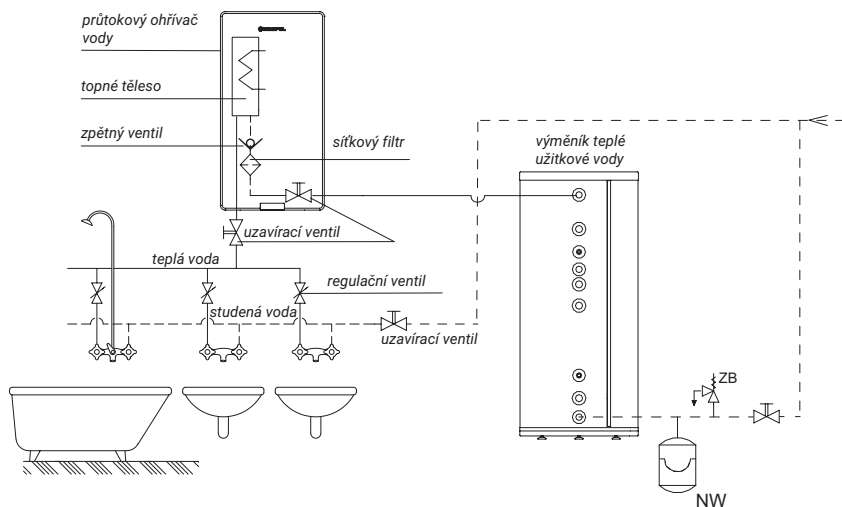 průtokový ohřívač
vody
topné těleso
zpětný ventil
síťkový filtr
výměník teplé
užitkové vody
uzavírací ventil
teplá voda
regulační ventil
studená voda
uzavírací ventil
ZB
NW